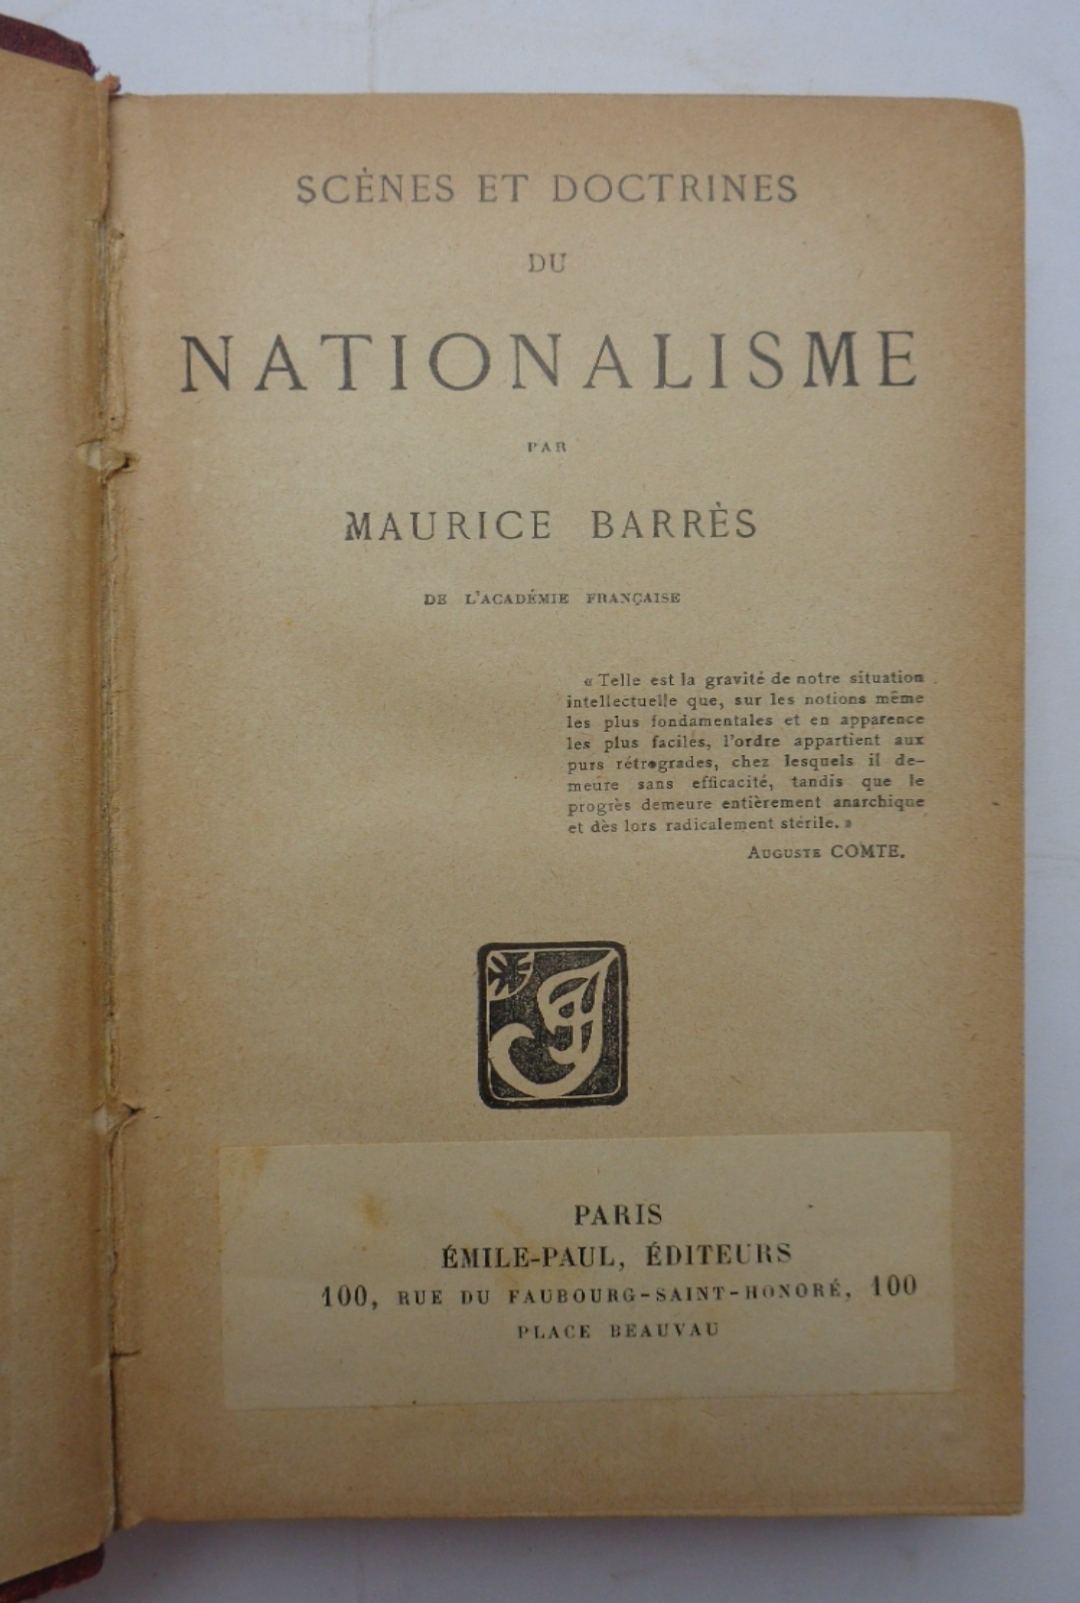 SCÈNES ET DOCTRINES
DU
NATIONALISME
PAR
MAURICE BARRÈS
DE L'ACADÉMIE FRANÇAISE
« Telle est la gravité de notre situation
intellectuelle que, sur les notions même
les plus fondamentales et en apparence
les plus faciles, l'ordre appartient aux
purs rétrogrades, chez lesquels il de-
meure sans efficacité, tandis que le
progrès demeure entièrement anarchique
et dès lors radicalement stérile. »
AUGUSTE COMTE.
PARIS
ÉMILE-PAUL, ÉDITEURS
100, RUE DU FAUBOURG-SAINT-HONORÉ, 100
PLACE BEAUVAU